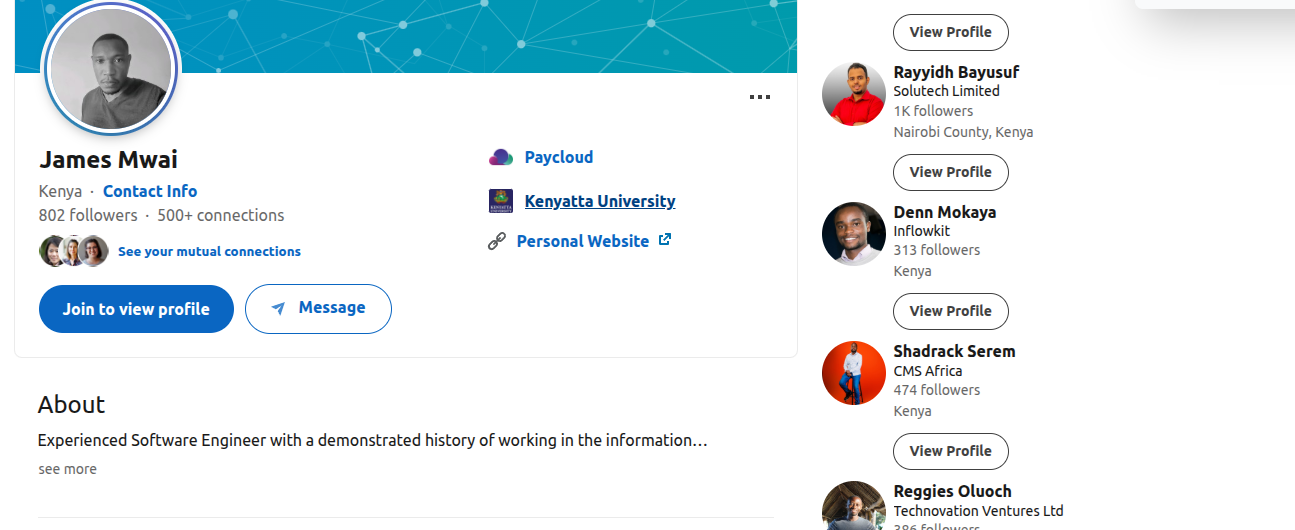 James Mwai
Kenya · Contact Info
802 followers · 500+ connections
See your mutual connections
Join to view profile
Message
Paycloud
Kenyatta University
Personal Website
About
Experienced Software Engineer with a demonstrated history of working in the information…
see more
View Profile
Rayyidh Bayusuf
Solutech Limited
1K followers
Nairobi County, Kenya
View Profile
Denn Mokaya
Inflowkit
313 followers
Kenya
View Profile
Shadrack Serem
CMS Africa
474 followers
Kenya
View Profile
Reggies Oluoch
Technovation Ventures Ltd
386 followers